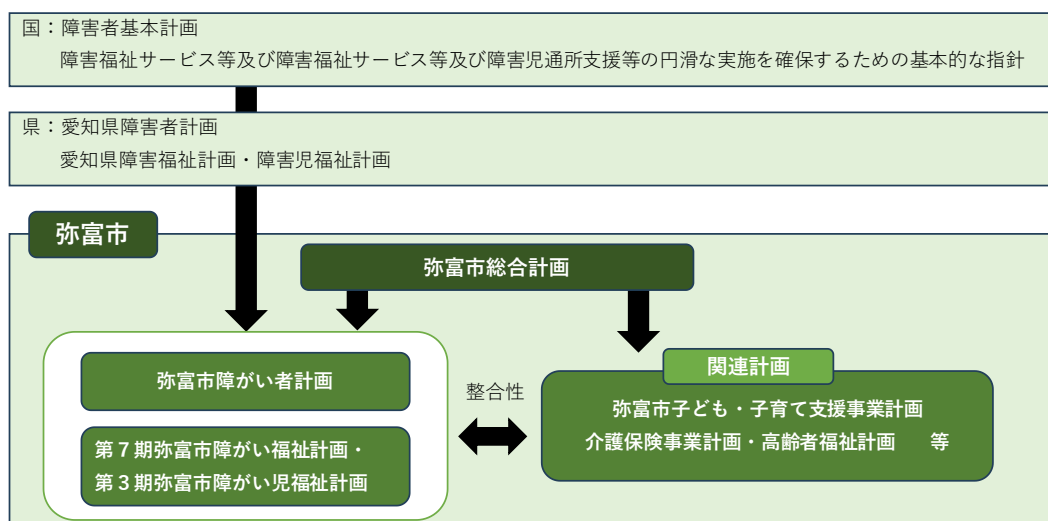 国：障害者基本計画
障害福祉サービス等及び障害福祉サービス等及び障害児通所支援等の円滑な実施を確保するための基本的な指針
県：愛知県障害者計画
愛知県障害福祉計画・障害児福祉計画
弥富市
弥富市総合計画
弥富市障がい者計画
第７期弥富市障がい福祉計画・
第３期弥富市障がい児福祉計画
整合性
関連計画
弥富市子ども・子育て支援事業計画
介護保険事業計画・高齢者福祉計画　　等